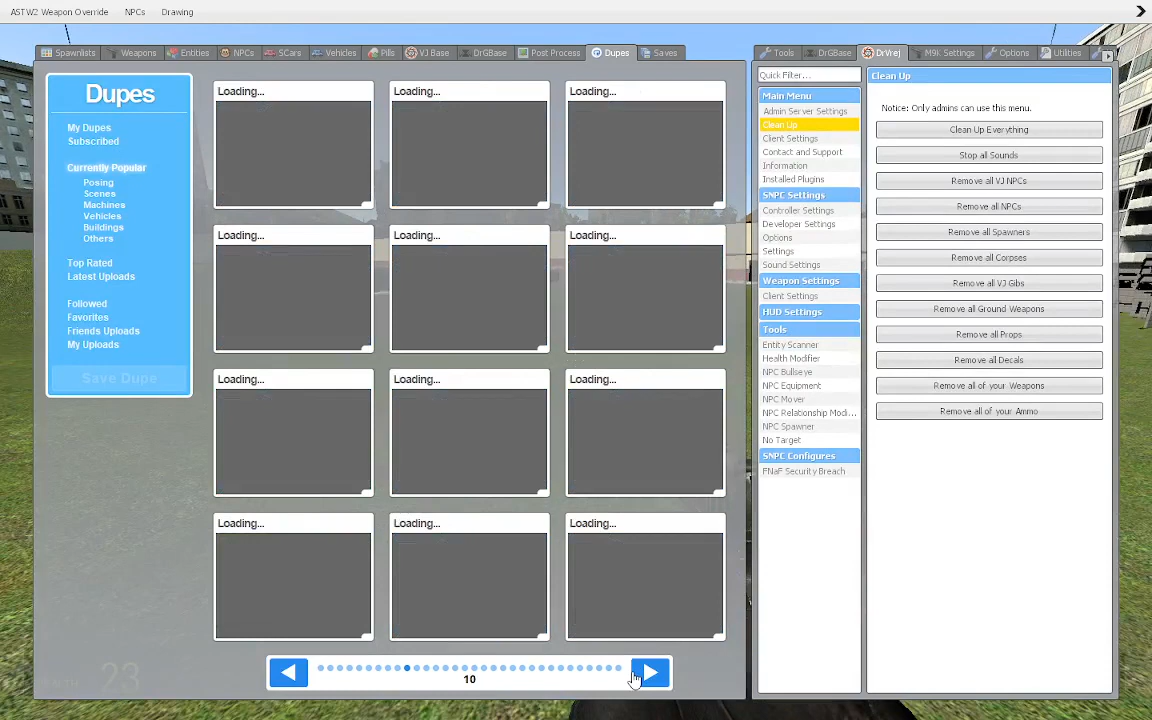 ASTW2 Weapon Override NPCs Drawing
Spawnlists Weapons Entities NPCs SCars Vehicles Pills VJ Base DrGBase Post Process Dupes Saves
Tools DrGBase DrVrej M9k Settings Options Utilities
Dupes
My Dupes
Subscribed
Currently Popular
Posing
Scenes
Machines
Vehicles
Buildings
Others
Top Rated
Latest Uploads
Followed
Favorites
Friends Uploads
My Uploads
Save Dupe
Loading... Loading... Loading...
Loading... Loading... Loading...
Loading... Loading... Loading...
Loading... Loading... Loading...
10
23
Quick Filter...
Main Menu
Admin Server Settings
Clean Up
Client Settings
Contact and Support
Information
Installed Plugins
SNPC Settings
Controller Settings
Developer Settings
Options
Settings
Sound Settings
Weapon Settings
Client Settings
HUD Settings
Tools
Entity Scanner
Health Modifier
NPC Bullseye
NPC Equipment
NPC Mover
NPC Relationship Modi...
NPC Spawner
No Target
SNPC Configures
FNaF Security Breach
Clean Up
Notice: Only admins can use this menu.
Clean Up Everything
Stop all Sounds
Remove all VJ NPCs
Remove all NPCs
Remove all Spawners
Remove all Corpses
Remove all VJ Gibs
Remove all Ground Weapons
Remove all Props
Remove all Decals
Remove all of your Weapons
Remove all of your Ammo